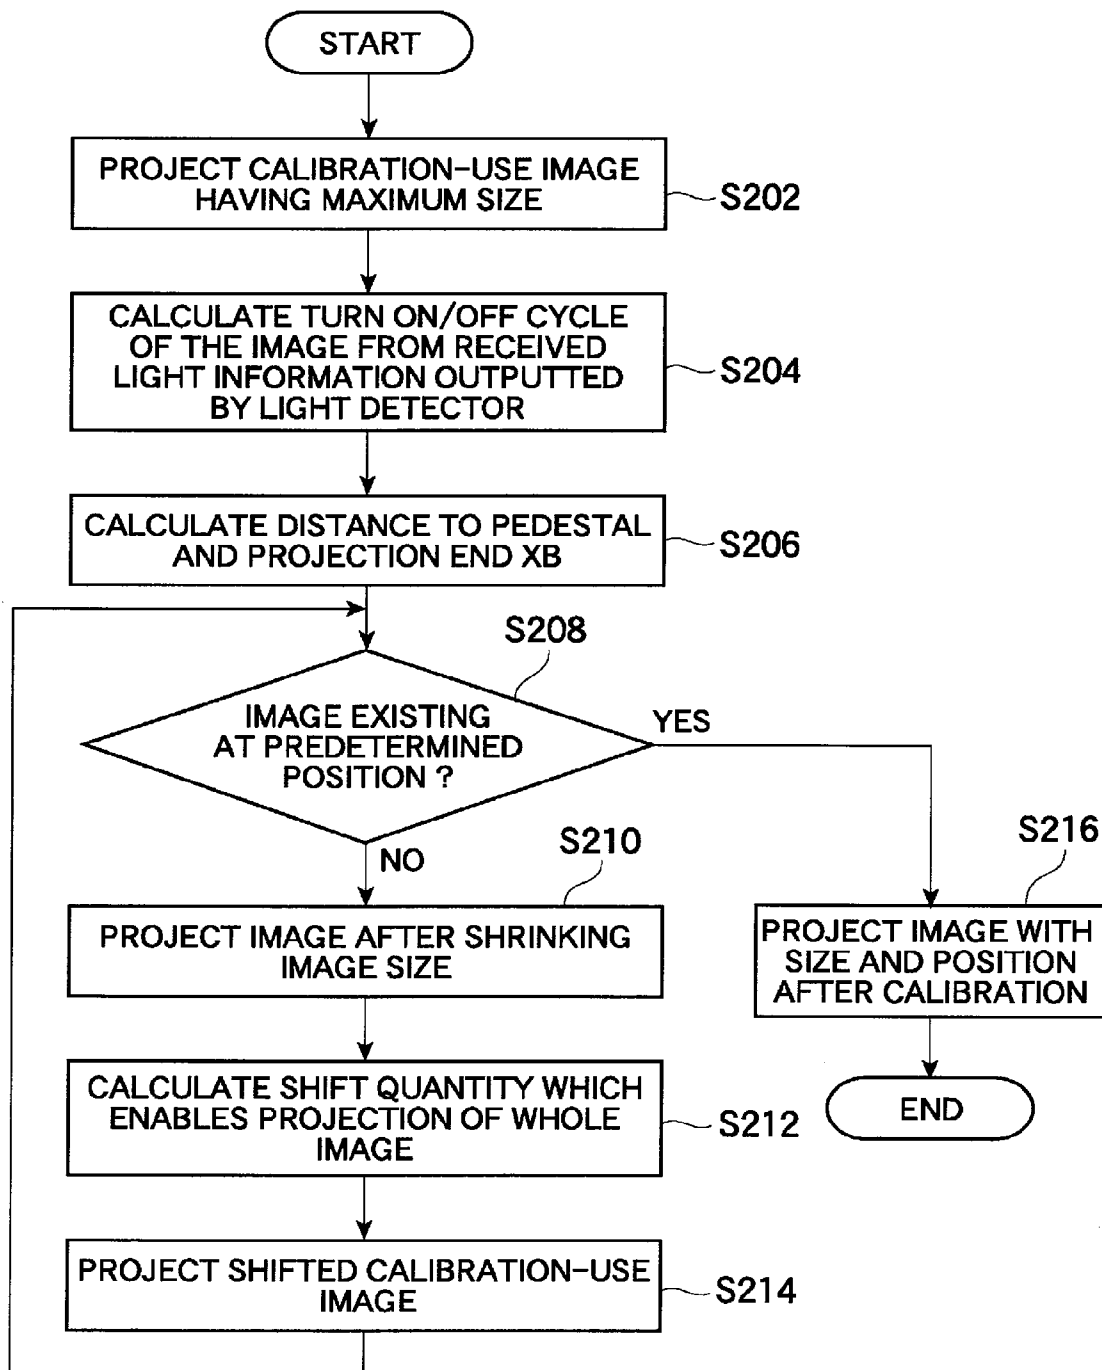 START
PROJECT CALIBRATION-USE IMAGE
HAVING MAXIMUM SIZE
S202
CALCULATE TURN ON/OFF CYCLE
OF THE IMAGE FROM RECEIVED
LIGHT INFORMATION OUTPUTTED
BY LIGHT DETECTOR
S204
CALCULATE DISTANCE TO PEDESTAL
AND PROJECTION END XB
S206
S208
IMAGE EXISTING
AT PREDETERMINED
POSITION ?
YES
NO
S210
PROJECT IMAGE AFTER SHRINKING
IMAGE SIZE
S216
PROJECT IMAGE WITH
SIZE AND POSITION
AFTER CALIBRATION
CALCULATE SHIFT QUANTITY WHICH
ENABLES PROJECTION OF WHOLE
IMAGE
S212
END
PROJECT SHIFTED CALIBRATION-USE
IMAGE
S214